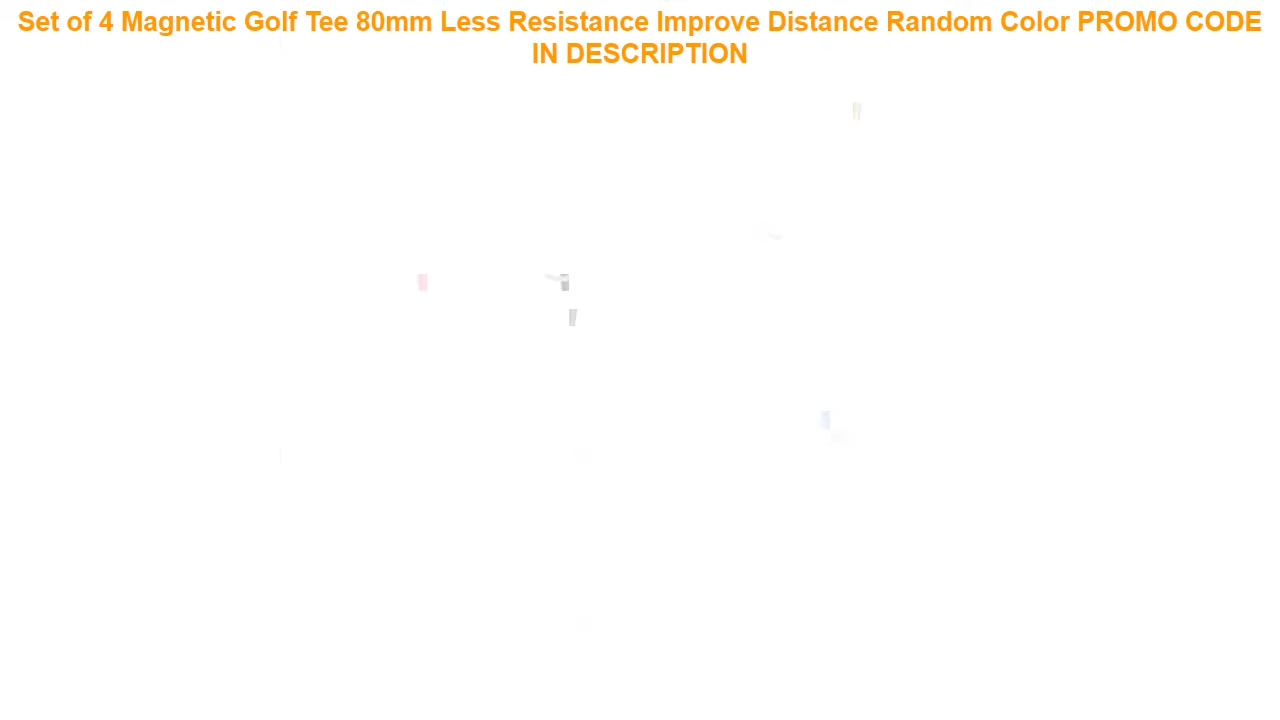 Set of 4 Magnetic Golf Tee 80mm Less Resistance Improve Distance Random Color PROMO CODE
IN DESCRIPTION